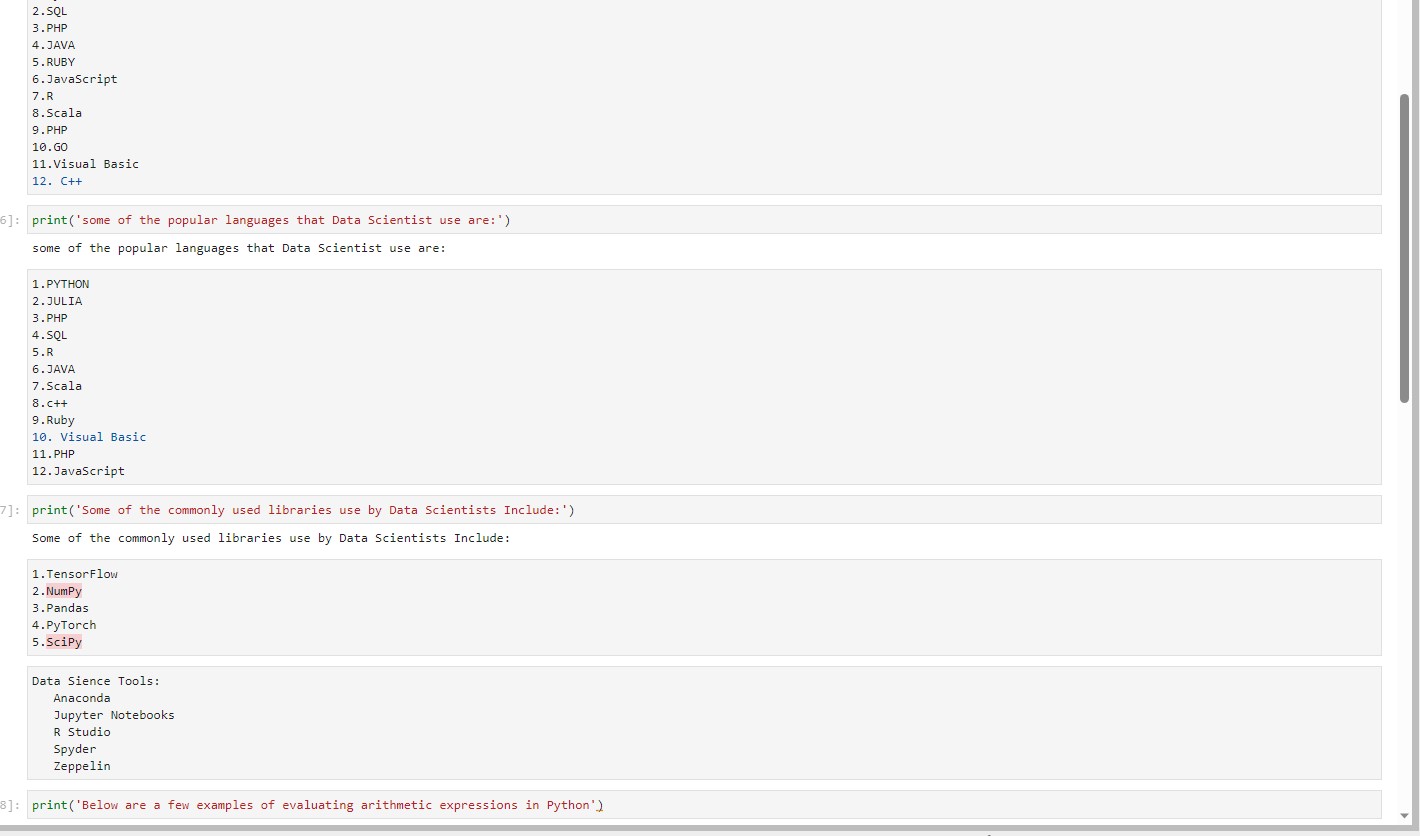 2.SQL
3.PHP
4.JAVA
5.RUBY
6.JavaScript
7.R
8.Scala
9.PHP
10.GO
11.Visual Basic
12. C++
6]: print('some of the popular languages that Data Scientist use are:')
some of the popular languages that Data Scientist use are:
1.PYTHON
2.JULIA
3.PHP
4.SQL
5.R
6.JAVA
7.Scala
8.c++
9.Ruby
10. Visual Basic
11.PHP
12.JavaScript
7]: print('Some of the commonly used libraries use by Data Scientists Include:')
Some of the commonly used libraries use by Data Scientists Include:
1.TensorFlow
2.NumPy
3.Pandas
4.PyTorch
5.SciPy
Data Sience Tools:
Anaconda
Jupyter Notebooks
R Studio
Spyder
Zeppelin
8]: print('Below are a few examples of evaluating arithmetic expressions in Python')